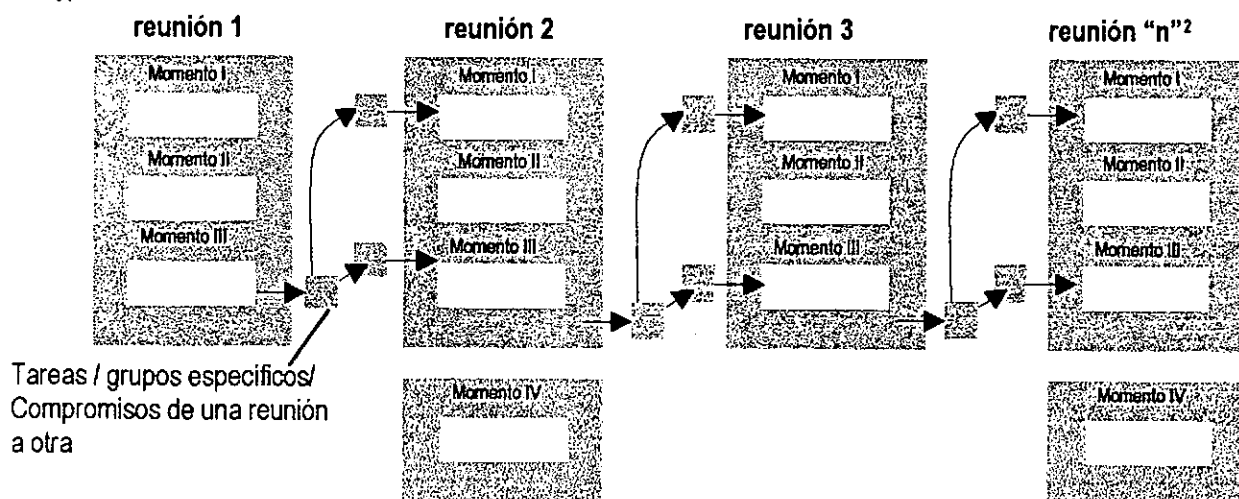 reunión 1
reunión 2
reunión 3
reunión “n”²
Momento I
Momento I
Momento I
Momento I
Momento II
Momento II
Momento II
Momento II
Momento III
Momento III
Momento III
Momento III
Tareas / grupos especificos/
Compromisos de una reunión
a otra
Momento IV
Momento IV